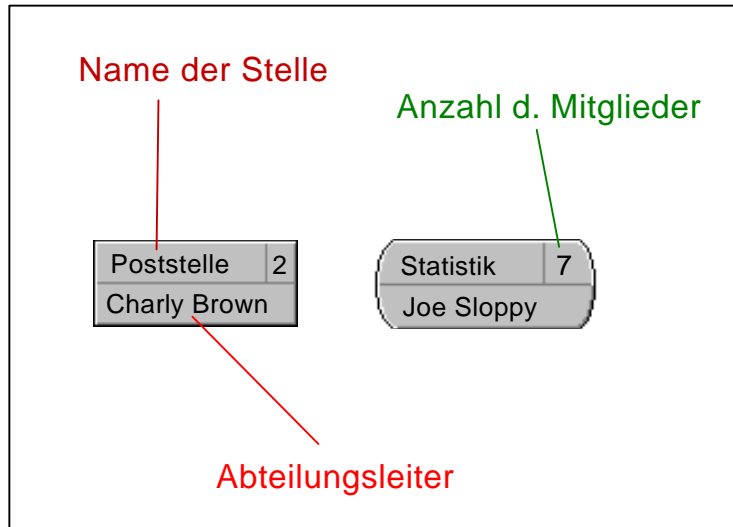 Name der Stelle
Anzahl d. Mitglieder
Poststelle 2
Charly Brown
Statistik 7
Joe Sloppy
Abteilungsleiter